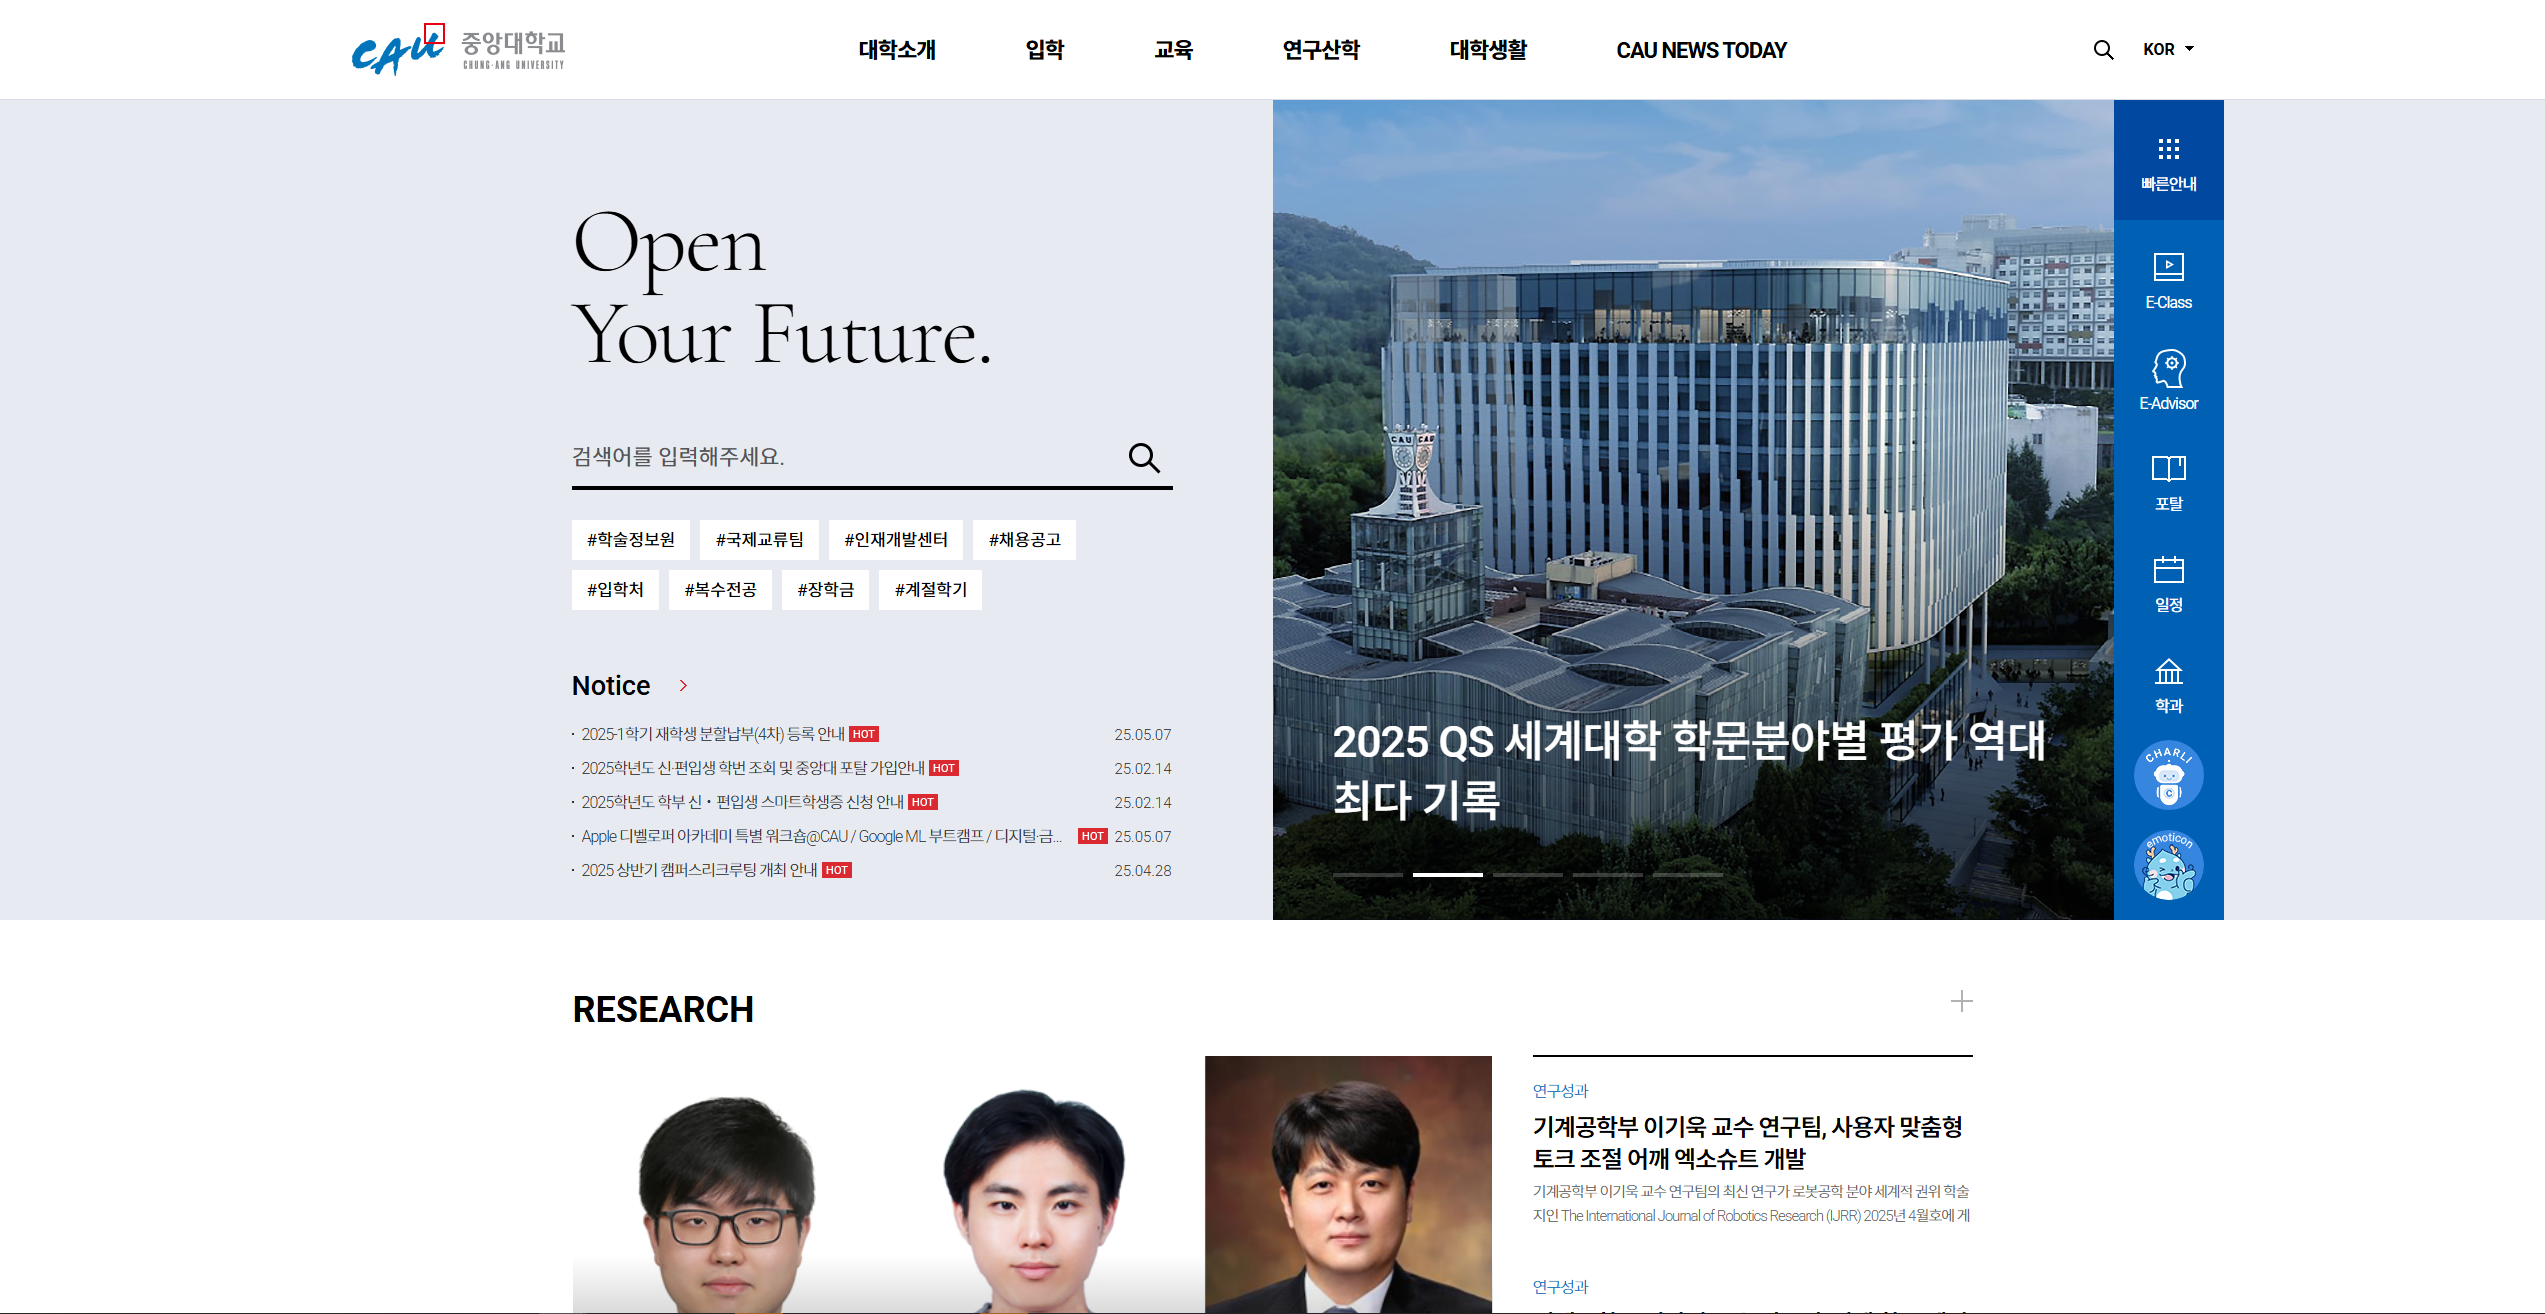 CAU 중앙대학교
CHUNG-ANG UNIVERSITY
대학소개
입학
교육
연구산학
대학생활
CAU NEWS TODAY
KOR
Open
Your Future.
검색어를 입력해주세요.
#학술정보원
#국제교류팀
#인재개발센터
#채용공고
#입학처
#복수전공
#장학금
#계절학기
Notice
2025-1학기 재학생 분할납부(4차) 등록 안내 HOT 25.05.07
2025학년도 신·편입생 학번 조회 및 중앙대 포탈 가입안내 HOT 25.02.14
2025학년도 학부 신·편입생 스마트학생증 신청 안내 HOT 25.02.14
Apple 디벨로퍼 아카데미 특별 워크숍@CAU / Google ML 부트캠프 / 디지털·금... HOT 25.05.07
2025 상반기 캠퍼스리크루팅 개최 안내 HOT 25.04.28
CAU CAU
2025 QS 세계대학 학문분야별 평가 역대
최다 기록
빠른안내
E-Class
E-Advisor
포탈
일정
학과
CHARLI
C
emoticon
RESEARCH
연구성과
기계공학부 이기욱 교수 연구팀, 사용자 맞춤형
토크 조절 어깨 엑소슈트 개발
기계공학부 이기욱 교수 연구팀의 최신 연구가 로봇공학 분야 세계적 권위 학술
지인 The International Journal of Robotics Research (IJRR) 2025년 4월호에 게
연구성과